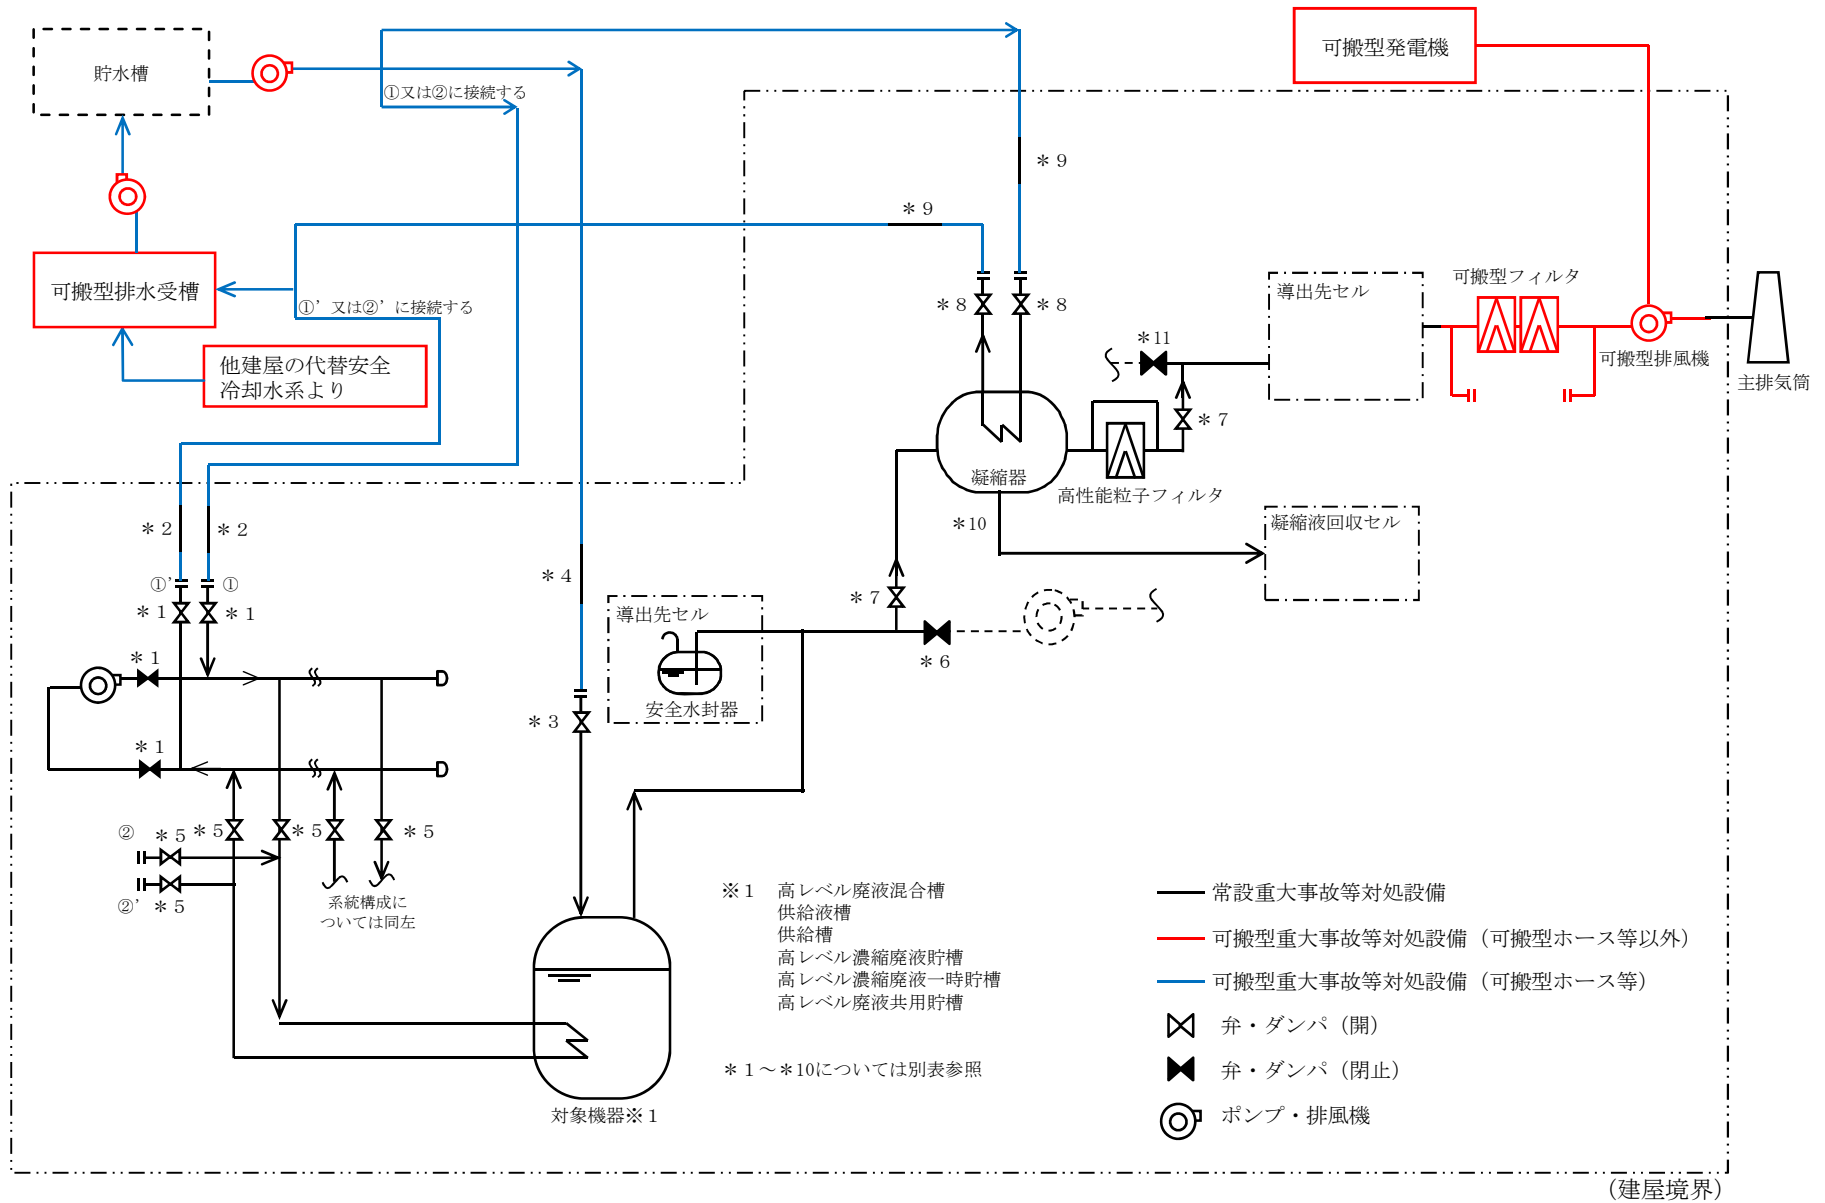 貯水槽
①又は②に接続する
可搬型発電機
＊９
＊９
可搬型排水受槽
①’又は②’に接続する
他建屋の代替安全
冷却水系より
＊８
＊８
導出先セル
可搬型フィルタ
可搬型排風機
主排気筒
＊11
＊７
凝縮器
高性能粒子フィルタ
＊10
凝縮液回収セル
＊２
＊２
①’
①
＊１
＊１
＊４
＊７
導出先セル
＊６
安全水封器
＊１
＊３
＊１
②
＊５
＊５
＊５
＊５
②’
＊５
系統構成に
ついては同左
対象機器※１
※１　高レベル廃液混合槽
供給液槽
供給槽
高レベル濃縮廃液貯槽
高レベル濃縮廃液一時貯槽
高レベル廃液共用貯槽
＊１～＊10については別表参照
常設重大事故等対処設備
可搬型重大事故等対処設備（可搬型ホース等以外）
可搬型重大事故等対処設備（可搬型ホース等）
弁・ダンパ（開）
弁・ダンパ（閉止）
ポンプ・排風機
（建屋境界）